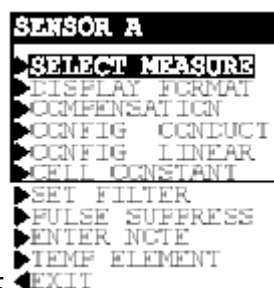 SENSOR A
SELECT MEASURE
DISPLAY FORMAT
COMPENSATION
CONFIG CONDUCT
CONFIG LINEAR
CELL CONSTANT
SET FILTER
PULSE SUPPRESS
ENTER NOTE
TEMP ELEMENT
EXIT